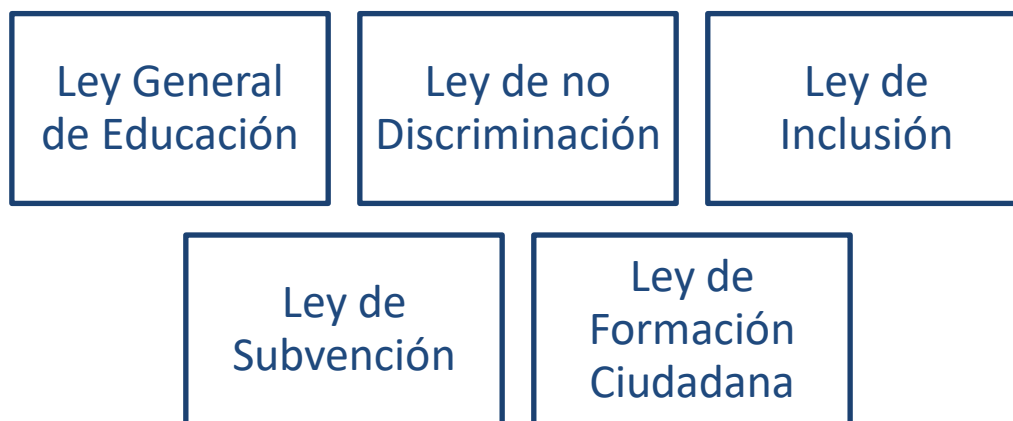 Ley General
de Educación
Ley de no
Discriminación
Ley de
Inclusión
Ley de
Subvención
Ley de
Formación
Ciudadana